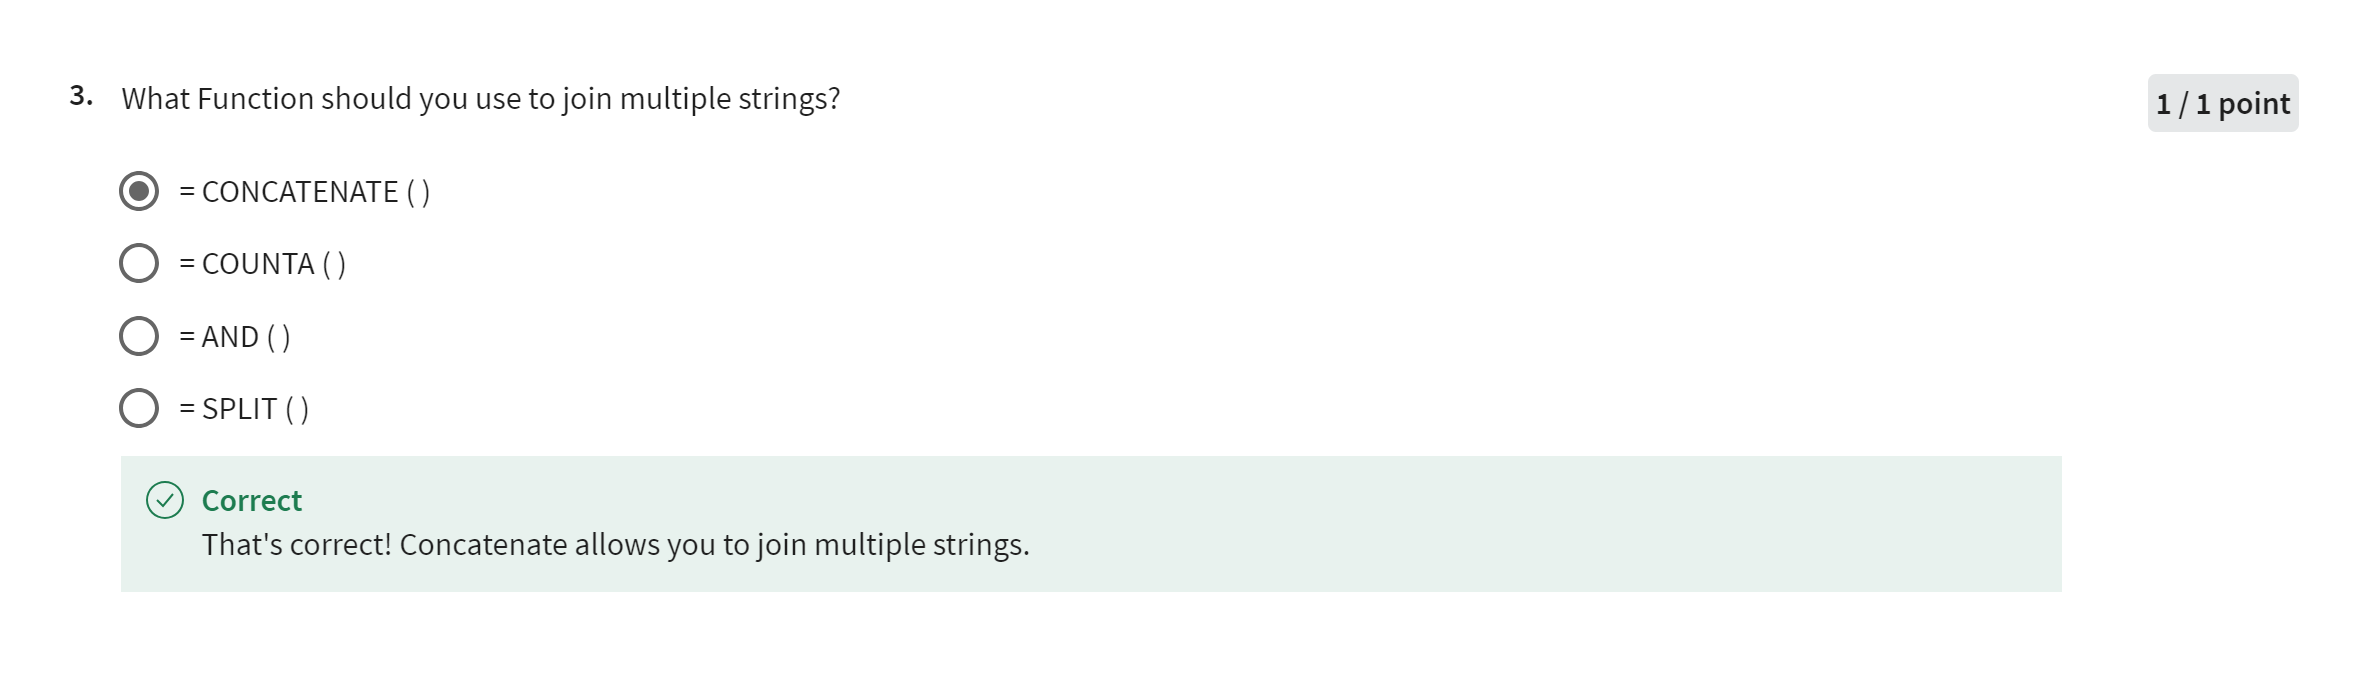 3. What Function should you use to join multiple strings?
1 / 1 point
= CONCATENATE ( )
= COUNTA ( )
= AND ( )
= SPLIT ( )
Correct
That's correct! Concatenate allows you to join multiple strings.